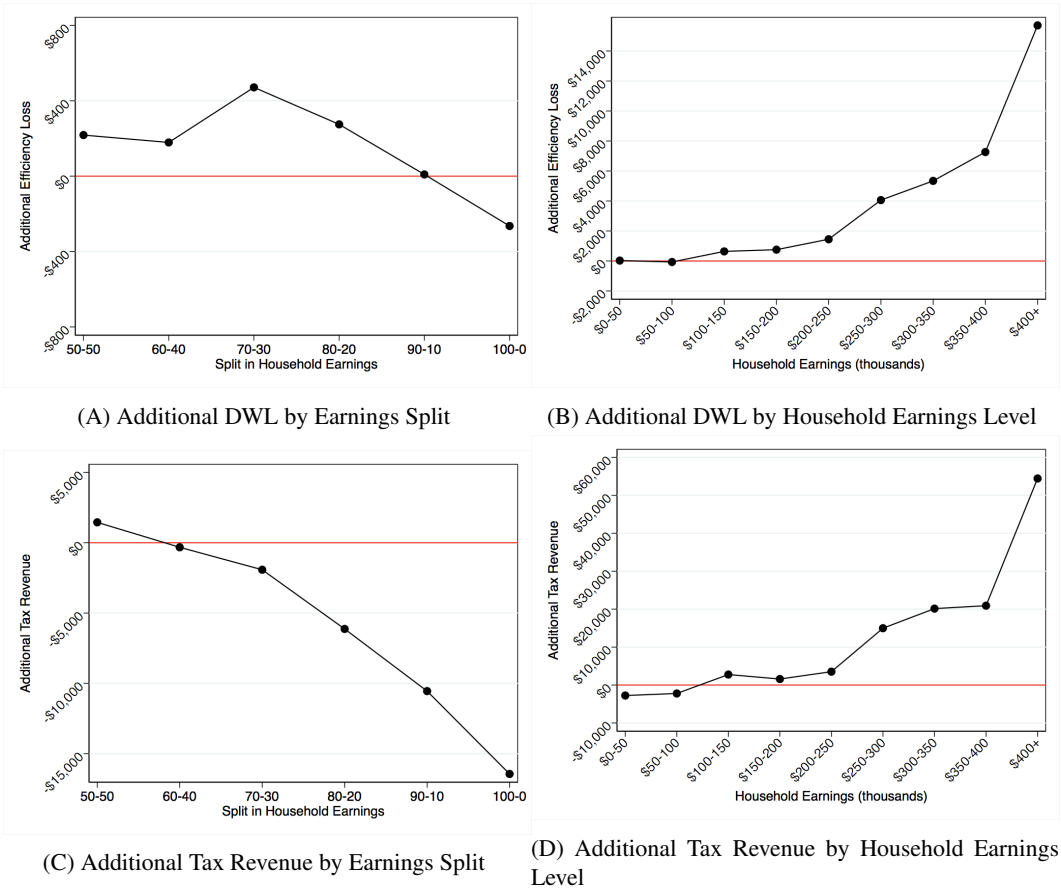 $800
$400
$0
-$400
-$800
Additional Efficiency Loss
50-50 60-40 70-30 80-20 90-10 100-0
Split in Household Earnings
(A) Additional DWL by Earnings Split
$14,000
$12,000
$10,000
$8,000
$6,000
$4,000
$2,000
$0
-$2,000
Additional Efficiency Loss
$0-50 $50-100 $100-150 $150-200 $200-250 $250-300 $300-350 $350-400 $400+
Household Earnings (thousands)
(B) Additional DWL by Household Earnings Level
$5,000
$0
-$5,000
-$10,000
-$15,000
Additional Tax Revenue
50-50 60-40 70-30 80-20 90-10 100-0
Split in Household Earnings
(C) Additional Tax Revenue by Earnings Split
$60,000
$50,000
$40,000
$30,000
$20,000
$10,000
$0
-$10,000
Additional Tax Revenue
$0-50 $50-100 $100-150 $150-200 $200-250 $250-300 $300-350 $350-400 $400+
Household Earnings (thousands)
(D) Additional Tax Revenue by Household Earnings
Level